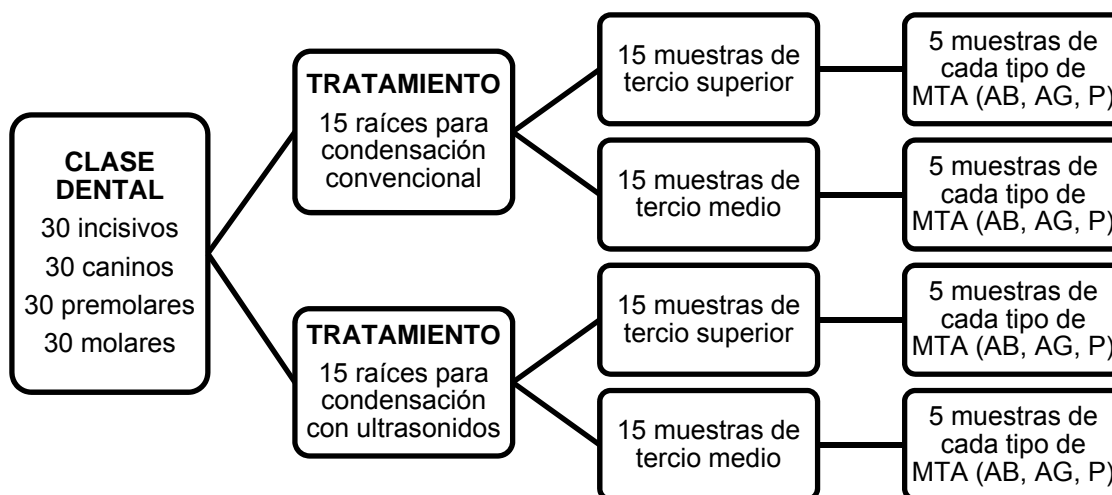 CLASE
DENTAL
30 incisivos
30 caninos
30 premolares
30 molares
TRATAMIENTO
15 raíces para
condensación
convencional
15 muestras de
tercio superior
5 muestras de
cada tipo de
MTA (AB, AG, P)
15 muestras de
tercio medio
5 muestras de
cada tipo de
MTA (AB, AG, P)
TRATAMIENTO
15 raíces para
condensación
con ultrasonidos
15 muestras de
tercio superior
5 muestras de
cada tipo de
MTA (AB, AG, P)
15 muestras de
tercio medio
5 muestras de
cada tipo de
MTA (AB, AG, P)